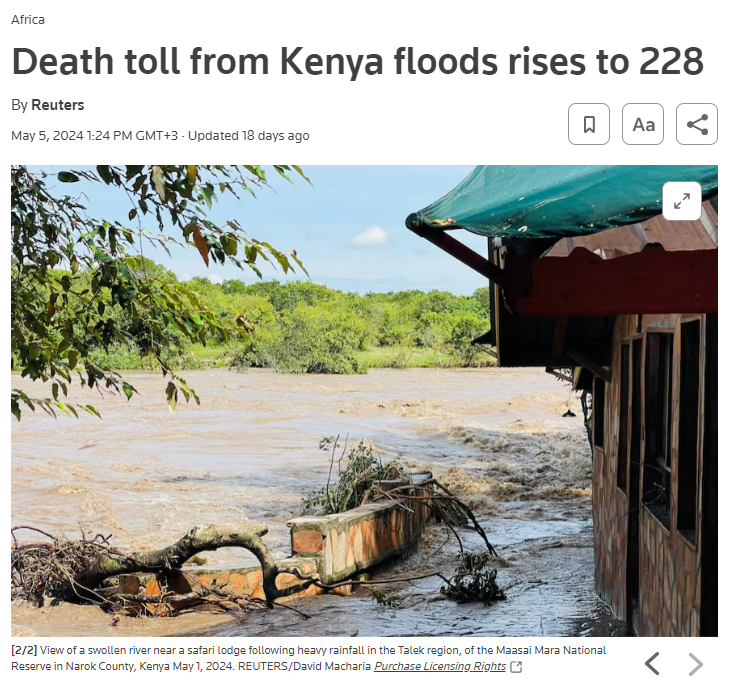 Africa
Death toll from Kenya floods rises to 228
By Reuters
May 5, 2024 1:24 PM GMT+3 · Updated 18 days ago
Aa
[2/2] View of a swollen river near a safari lodge following heavy rainfall in the Talek region, of the Maasai Mara National
Reserve in Narok County, Kenya May 1, 2024. REUTERS/David Macharia Purchase Licensing Rights